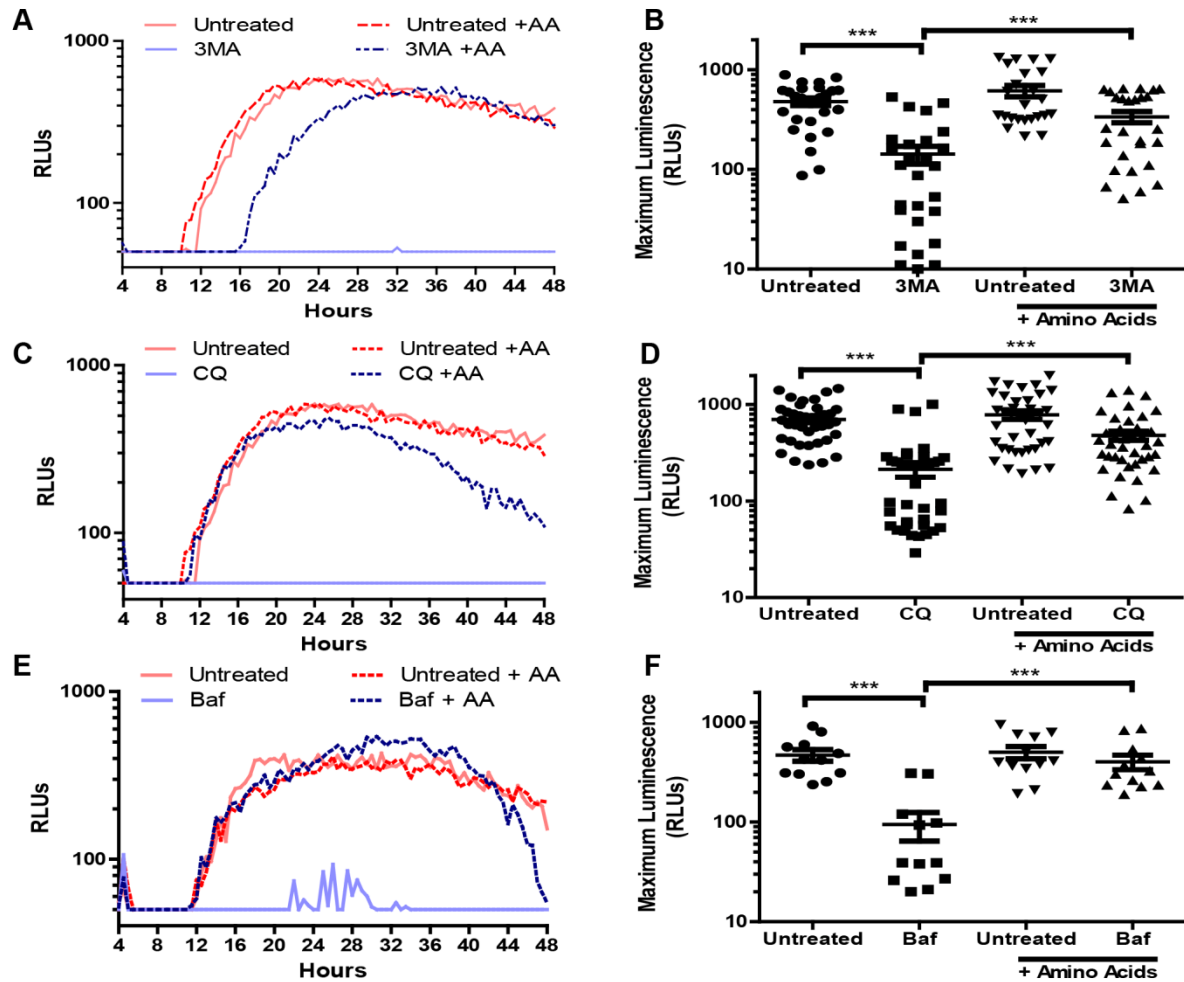 A
Untreated
Untreated +AA
3MA
3MA +AA
1000
100
RLUs
4 8 12 16 20 24 28 32 36 40 44 48
Hours
B
***
***
1000
100
10
Maximum Luminescence
(RLUs)
Untreated 3MA Untreated 3MA
+ Amino Acids
C
Untreated
Untreated +AA
CQ
CQ +AA
1000
100
RLUs
4 8 12 16 20 24 28 32 36 40 44 48
Hours
D
***
***
1000
100
10
Maximum Luminescence
(RLUs)
Untreated CQ Untreated CQ
+ Amino Acids
E
Untreated
Untreated + AA
Baf
Baf + AA
1000
100
RLUs
4 8 12 16 20 24 28 32 36 40 44 48
Hours
F
***
***
1000
100
10
Maximum Luminescence
(RLUs)
Untreated Baf Untreated Baf
+ Amino Acids